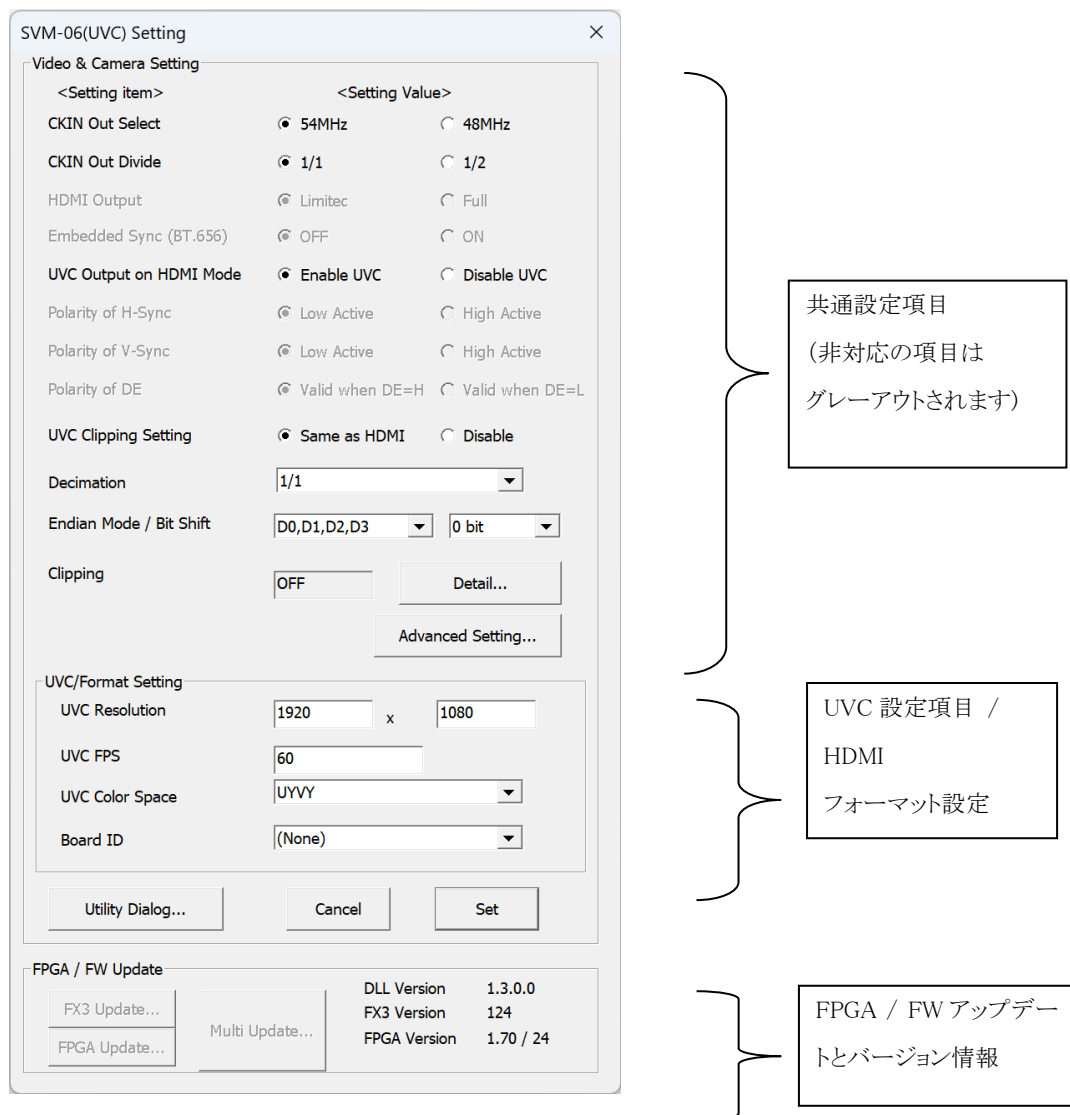 SVM-06(UVC) Setting
Video & Camera Setting
<Setting item> <Setting Value>
CKIN Out Select 54MHz 48MHz
CKIN Out Divide 1/1 1/2
HDMI Output Limitec Full
Embedded Sync (BT.656) OFF ON
UVC Output on HDMI Mode Enable UVC Disable UVC
Polarity of H-Sync Low Active High Active
Polarity of V-Sync Low Active High Active
Polarity of DE Valid when DE=H Valid when DE=L
UVC Clipping Setting Same as HDMI Disable
Decimation 1/1
Endian Mode / Bit Shift D0,D1,D2,D3 0 bit
Clipping OFF Detail...
Advanced Setting...
UVC/Format Setting
UVC Resolution 1920 x 1080
UVC FPS 60
UVC Color Space UYVY
Board ID (None)
Utility Dialog... Cancel Set
FPGA / FW Update
FX3 Update...
FPGA Update...
Multi Update...
DLL Version 1.3.0.0
FX3 Version 124
FPGA Version 1.70 / 24
共通設定項目
(非対応の項目は
グレーアウトされます)
UVC 設定項目 /
HDMI
フォーマット設定
FPGA / FW アップデー
トとバージョン情報